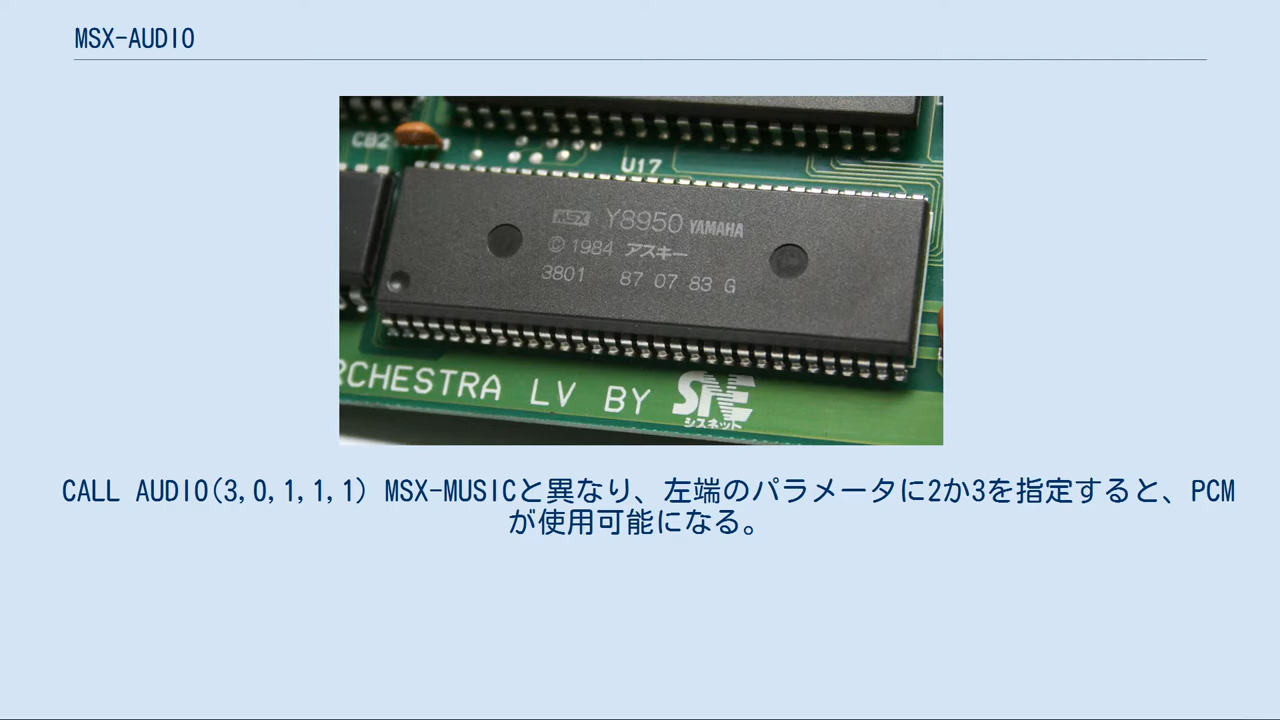 MSX-AUDIO
CB2
U17
MSX Y8950 YAMAHA
© 1984 アスキー
3801 87 07 83 G
RCHESTRA LV BY SNE
シスネット
CALL AUDIO(3,0,1,1,1) MSX-MUSICと異なり、左端のパラメータに2か3を指定すると、PCM
が使用可能になる。